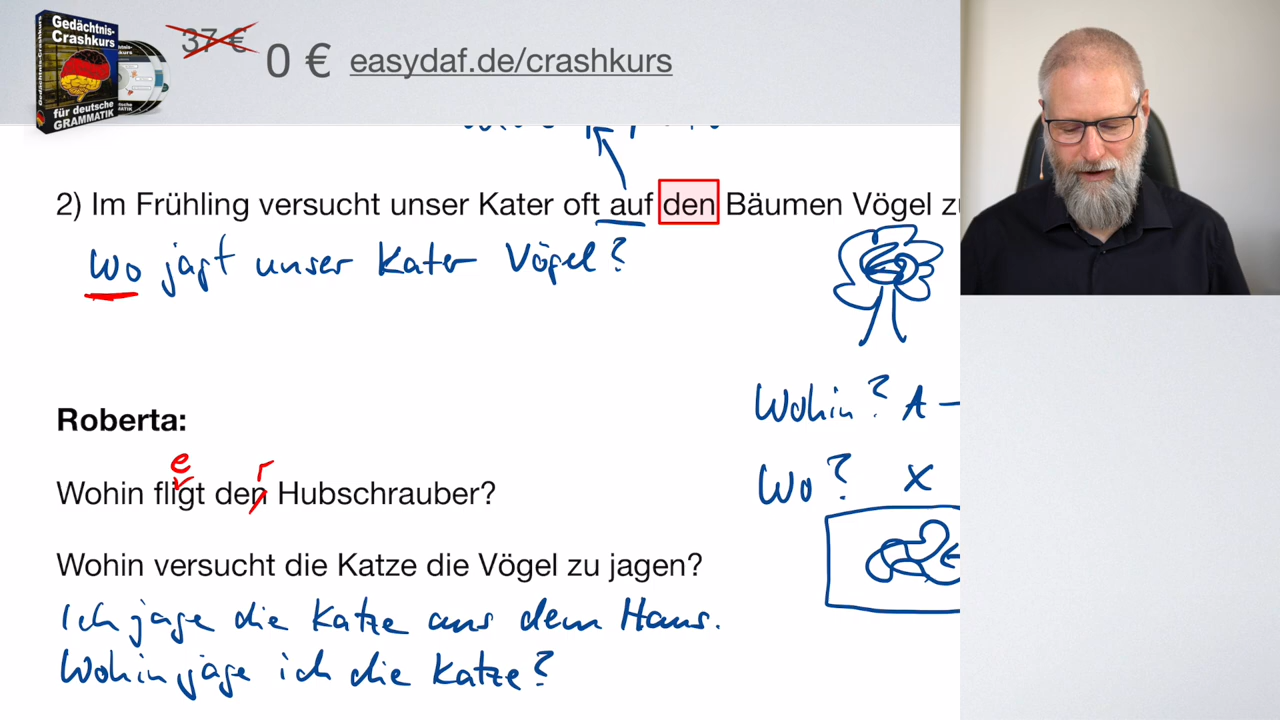 Gedächtnis-
Crashkurs
für deutsche
GRAMMATIK
37 €
0 € easydaf.de/crashkurs
2) Im Frühling versucht unser Kater oft auf den Bäumen Vögel
Wo jagt unser Kater Vögel?
Wohin? A –
Roberta:
Wo? X
e r
Wohin fligt den Hubschrauber?
Wohin versucht die Katze die Vögel zu jagen?
Ich jage die Katze aus dem Haus.
Wohin jage ich die Katze?